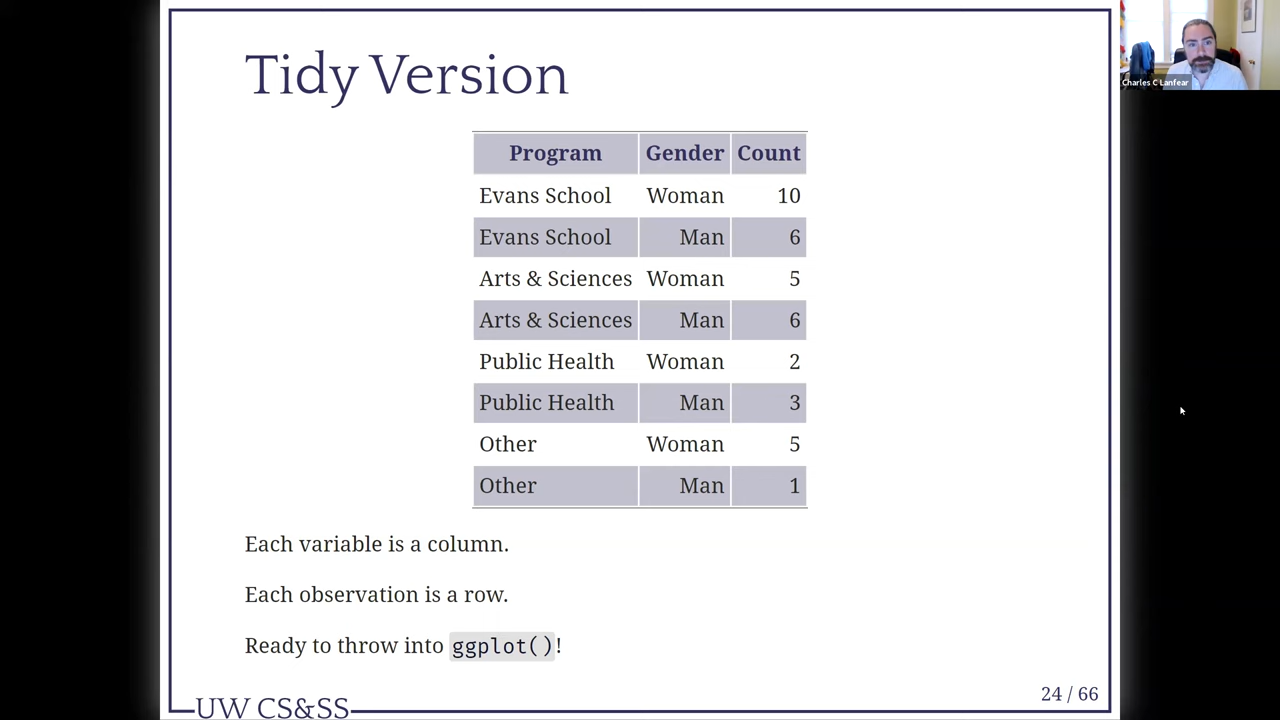 Tidy Version
Charles C Lanfear
Program Gender Count
Evans School Woman 10
Evans School Man 6
Arts & Sciences Woman 5
Arts & Sciences Man 6
Public Health Woman 2
Public Health Man 3
Other Woman 5
Other Man 1
Each variable is a column.
Each observation is a row.
Ready to throw into ggplot()!
24 / 66
UW CS&SS